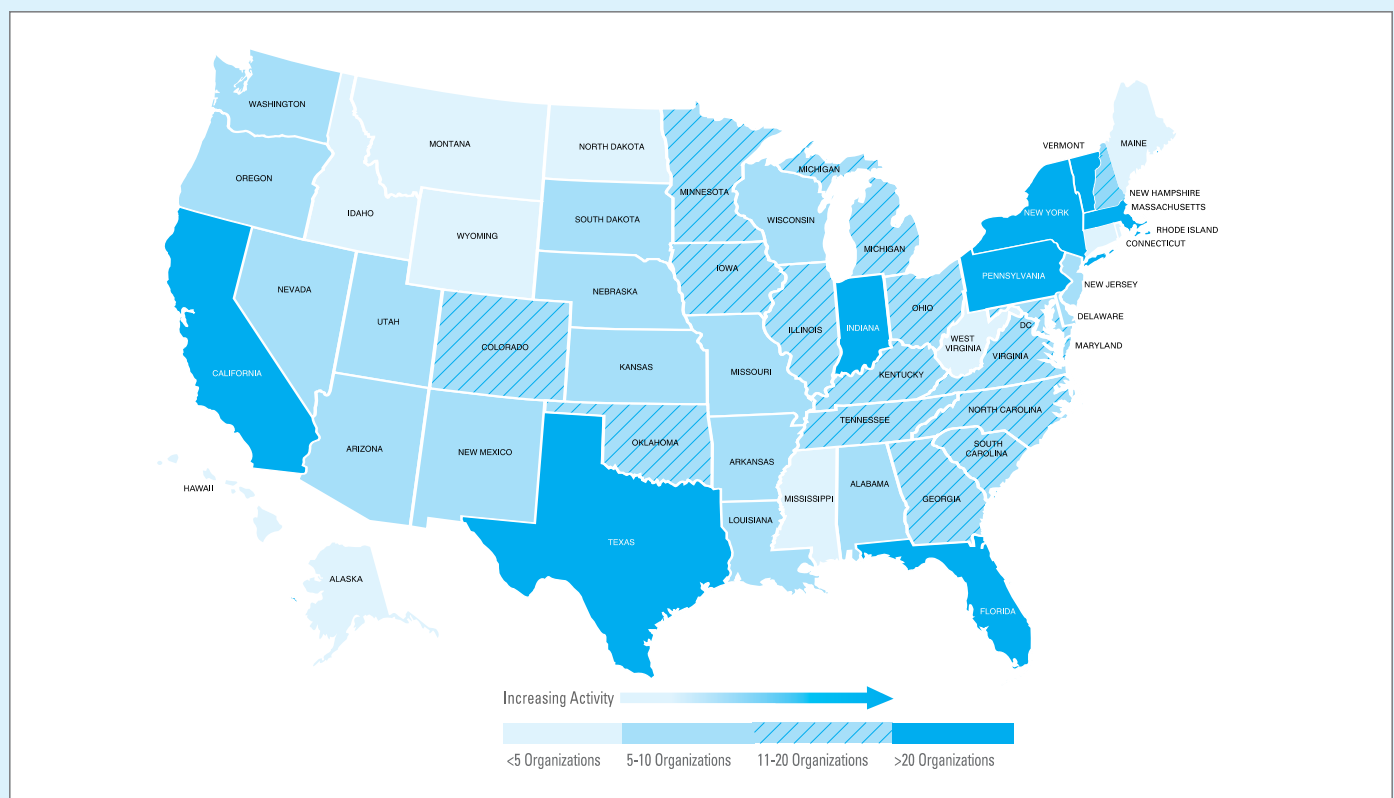 WASHINGTON
MONTANA
NORTH DAKOTA
VERMONT
MAINE
OREGON
IDAHO
WYOMING
SOUTH DAKOTA
MINNESOTA
WISCONSIN
MICHIGAN
MICHIGAN
NEW YORK
NEW HAMPSHIRE
MASSACHUSETTS
RHODE ISLAND
CONNECTICUT
NEVADA
UTAH
COLORADO
NEBRASKA
IOWA
ILLINOIS
INDIANA
OHIO
PENNSYLVANIA
NEW JERSEY
DELAWARE
MARYLAND
DC
WEST
VIRGINIA
VIRGINIA
CALIFORNIA
KANSAS
MISSOURI
KENTUCKY
ARIZONA
NEW MEXICO
OKLAHOMA
ARKANSAS
TENNESSEE
NORTH CAROLINA
SOUTH
CAROLINA
HAWAII
TEXAS
LOUISIANA
MISSISSIPPI
ALABAMA
GEORGIA
ALASKA
FLORIDA
Increasing Activity
<5 Organizations
5-10 Organizations
11-20 Organizations
>20 Organizations